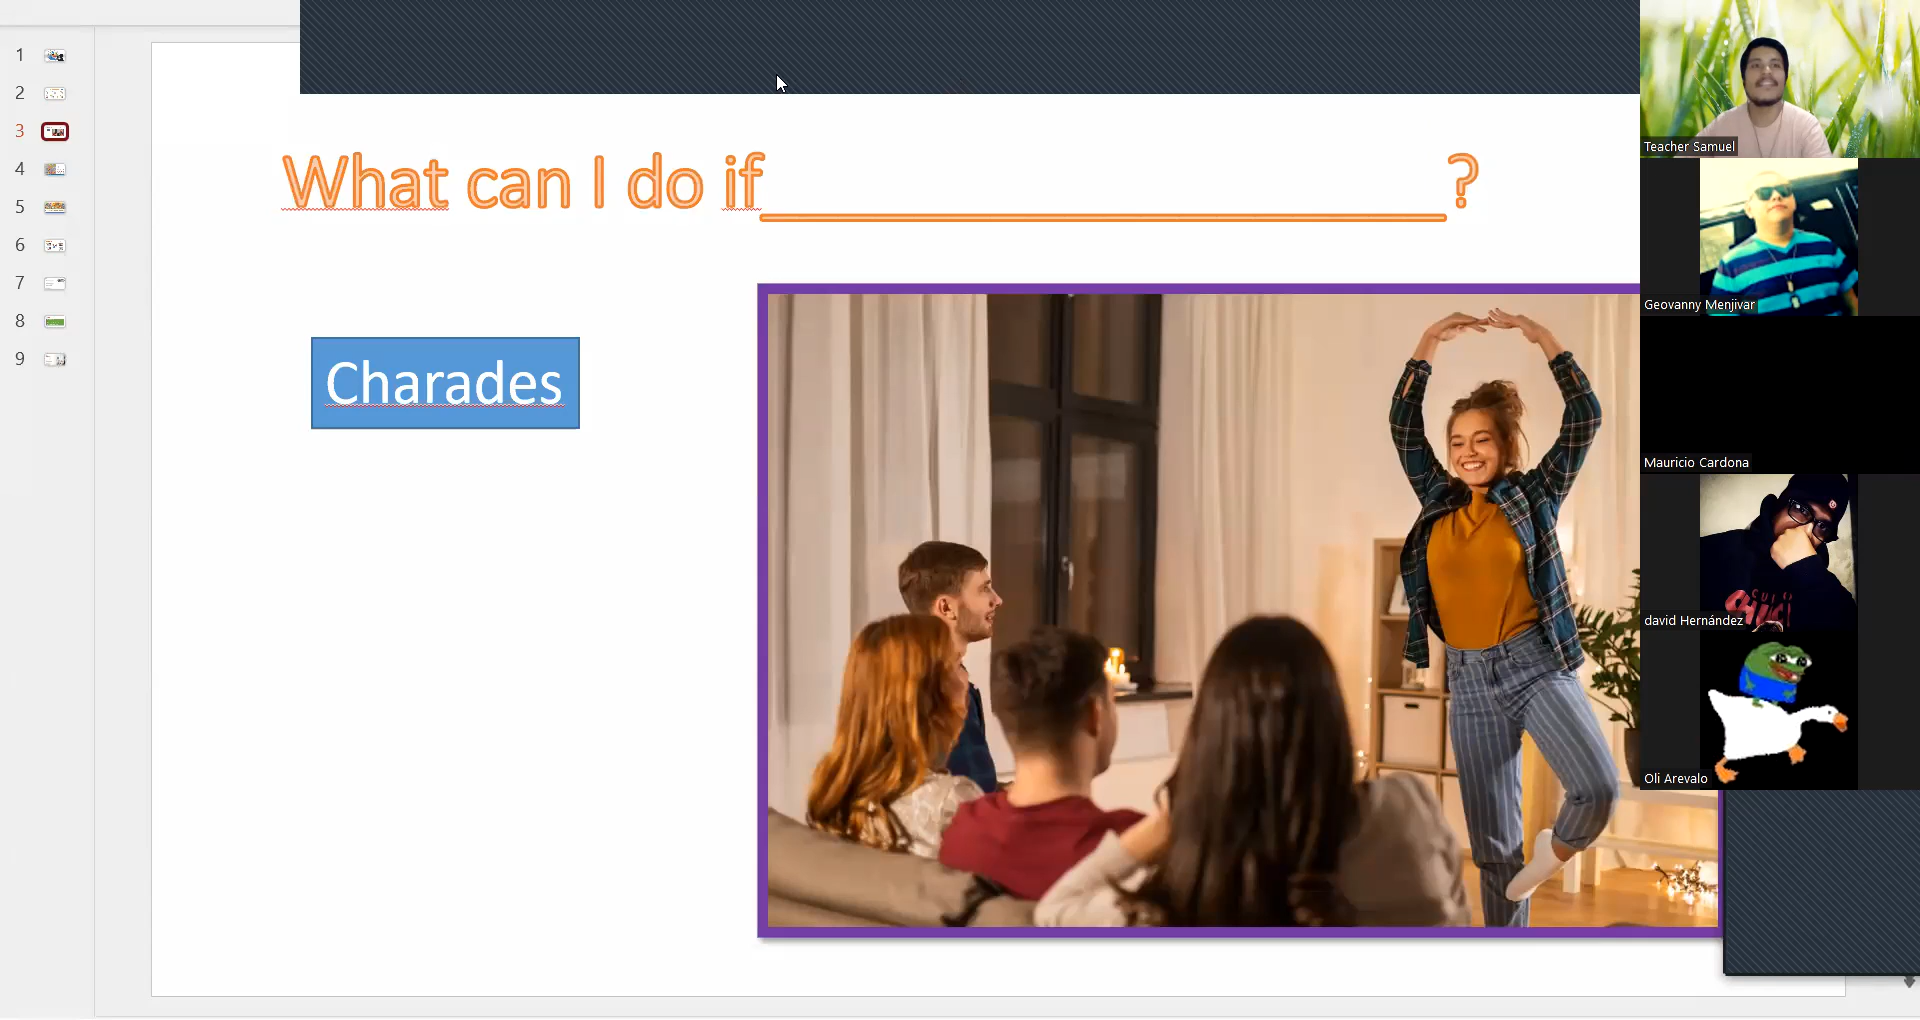 1
2
3
4
5
6
7
8
9
What can I do if____________________?
Charades
Teacher Samuel
Geovanny Menjivar
Mauricio Cardona
david Hernández
Oli Arevalo